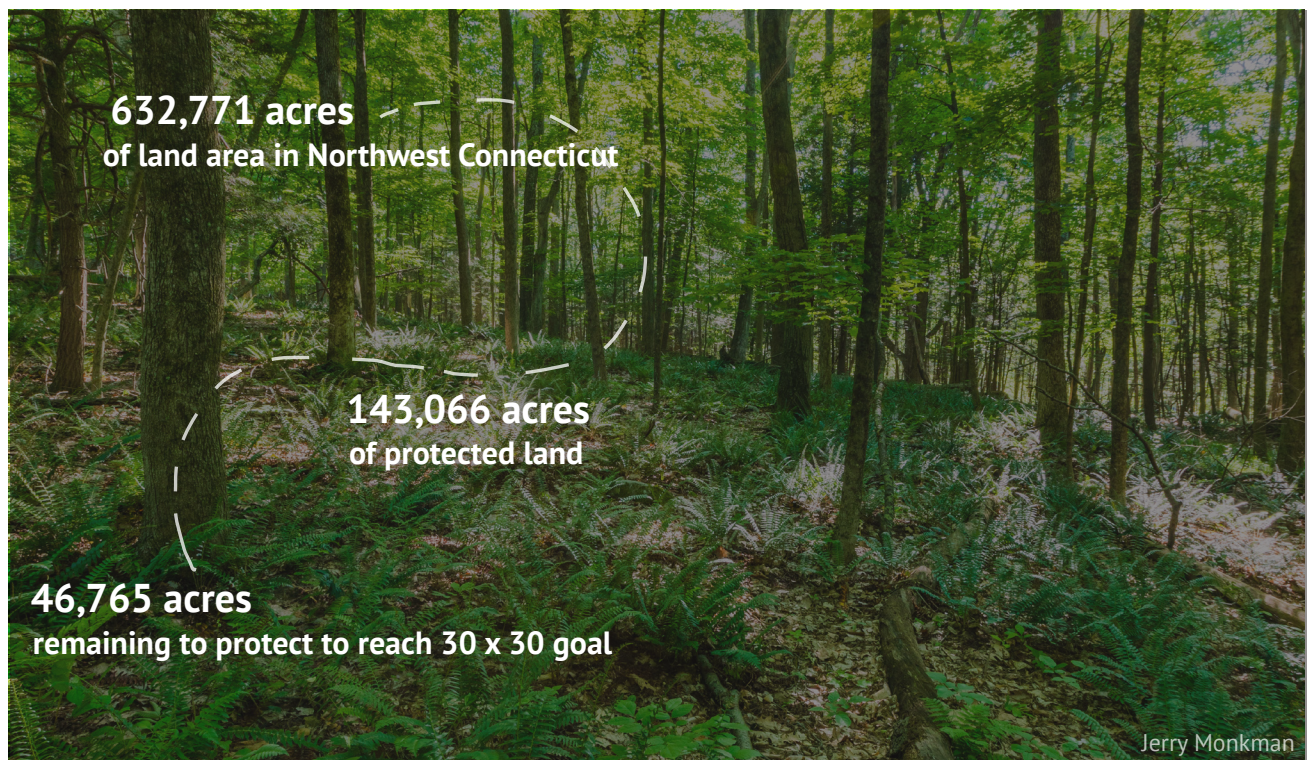 632,771 acres
of land area in Northwest Connecticut
143,066 acres
of protected land
46,765 acres
remaining to protect to reach 30 x 30 goal
Jerry Monkman